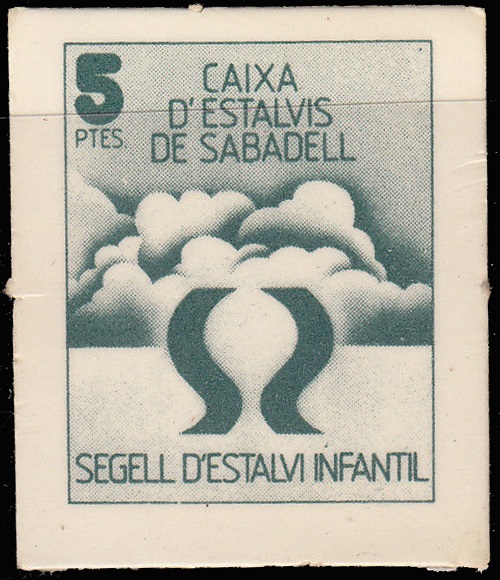 5
PTES
CAIXA
D'ESTALVIS
DE SABADELL
SEGELL D'ESTALVI INFANTIL